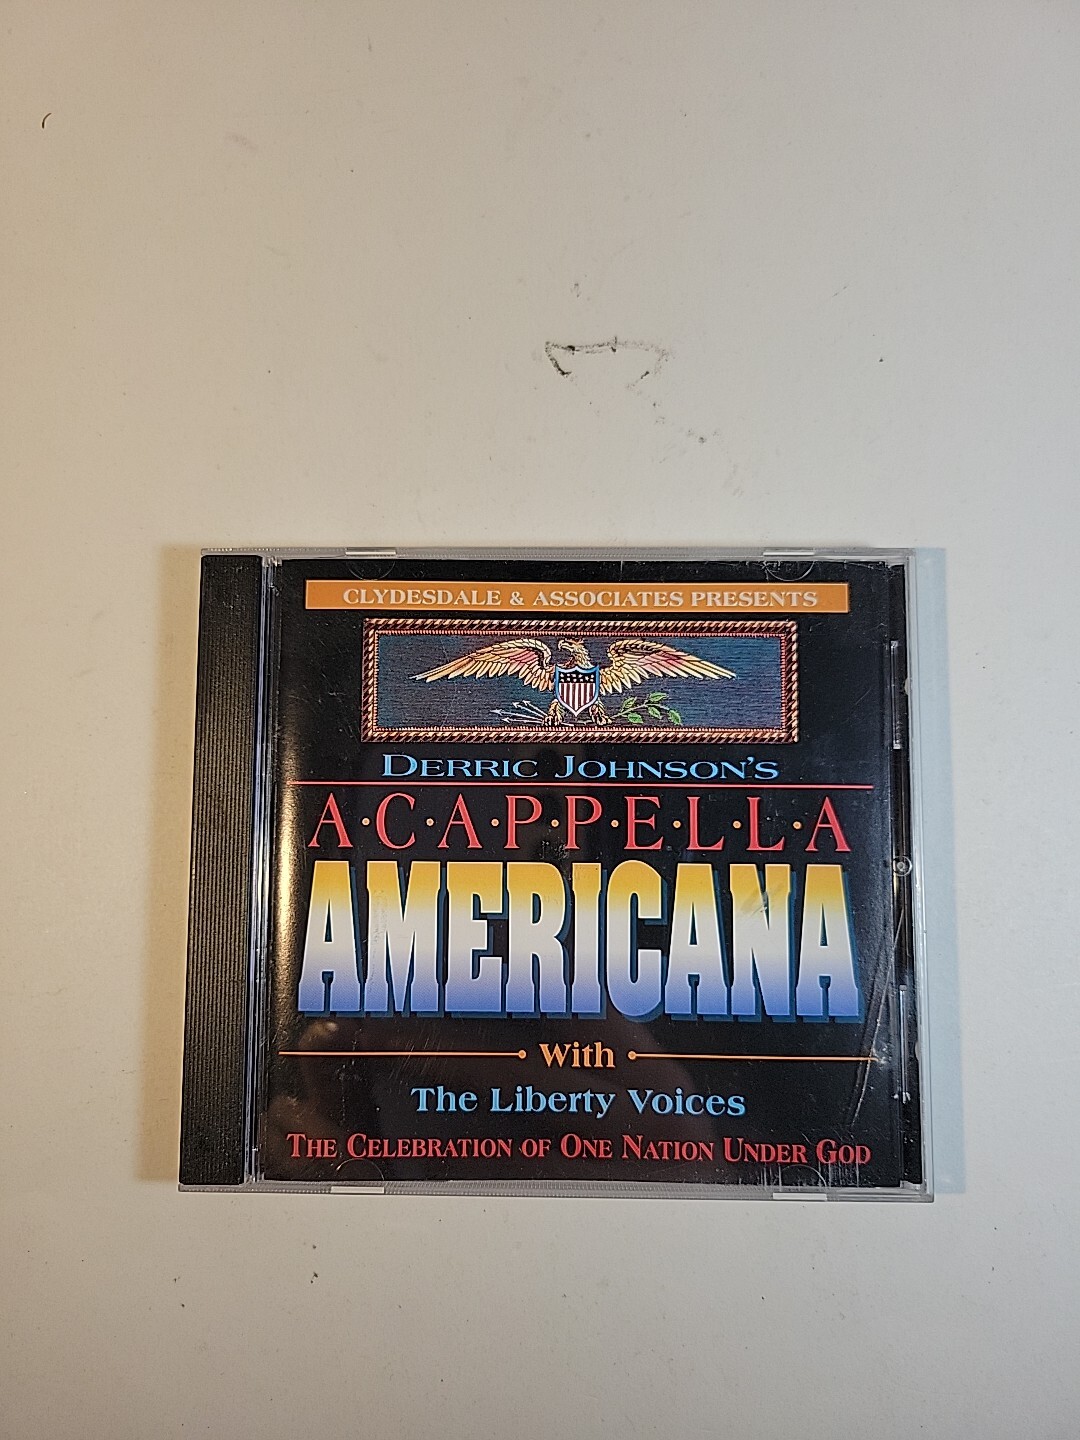 CLYDESDALE & ASSOCIATES PRESENTS
DERRIC JOHNSON'S
A·C·A·P·P·E·L·L·A
AMERICANA
With
The Liberty Voices
THE CELEBRATION OF ONE NATION UNDER GOD